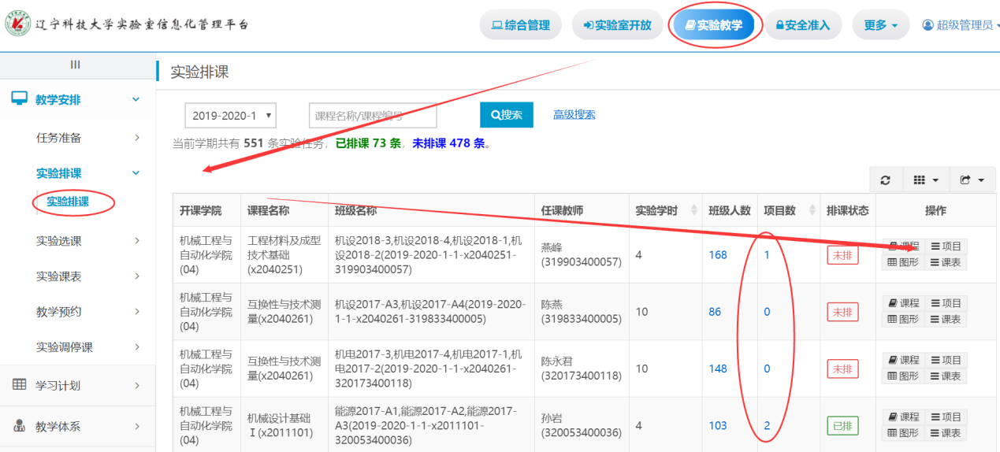 辽宁科技大学实验室信息化管理平台
综合管理
实验室开放
实验教学
安全准入
更多
超级管理员
教学安排
任务准备
实验排课
实验排课
实验选课
实验课表
教学预约
实验调停课
学习计划
教学体系
实验排课
2019-2020-1
课程名称/课程编号
搜索
高级搜索
当前学期共有 551 条实验任务，已排课 73 条，未排课 478 条。
开课学院 课程名称 班级名称 任课教师 实验学时 班级人数 项目数 排课状态 操作
机械工程与
自动化学院
(04)
工程材料及成型
技术基础
(x2040251)
机设2018-3,机设2018-4,机设2018-1,机
设2018-2(2019-2020-1-1-x2040251-
319903400057)
燕峰
(319903400057)
4
168
1
未排
课程 项目
图形 课表
机械工程与
自动化学院
(04)
互换性与技术测
量(x2040261)
机设2017-A3,机设2017-A4(2019-2020-
1-1-x2040261-319833400005)
陈燕
(319833400005)
10
86
0
未排
课程 项目
图形 课表
机械工程与
自动化学院
(04)
互换性与技术测
量(x2040261)
机电2017-3,机电2017-4,机电2017-1,机
电2017-2(2019-2020-1-1-x2040261-
320173400118)
陈永君
(320173400118)
10
148
0
未排
课程 项目
图形 课表
机械工程与
自动化学院
(04)
机械设计基础
Ⅰ(x2011101)
能源2017-A1,能源2017-A2,能源2017-
A3(2019-2020-1-1-x2011101-
320053400036)
孙岩
(320053400036)
4
103
2
已排
课程 项目
图形 课表